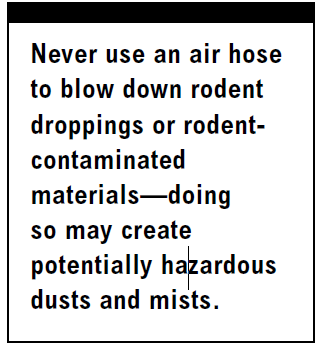 Never use an air hose
to blow down rodent
droppings or rodent-
contaminated
materials—doing
so may create
potentially hazardous
dusts and mists.